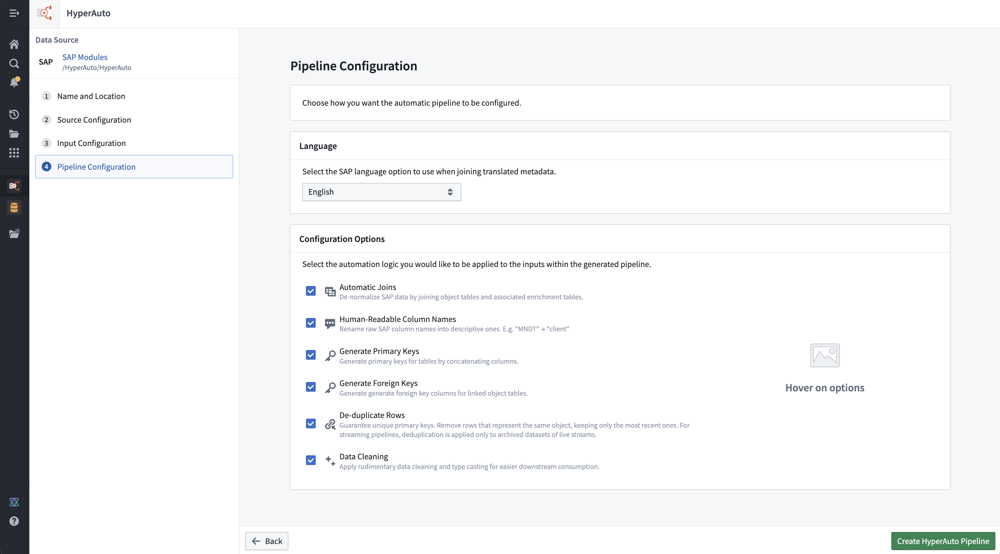 HyperAuto
Data Source
SAP
SAP Modules
/HyperAuto/HyperAuto
1 Name and Location
2 Source Configuration
3 Input Configuration
4 Pipeline Configuration
Pipeline Configuration
Choose how you want the automatic pipeline to be configured.
Language
Select the SAP language option to use when joining translated metadata.
English
Configuration Options
Select the automation logic you would like to be applied to the inputs within the generated pipeline.
Automatic Joins
De-normalize SAP data by joining object tables and associated enrichment tables.
Human-Readable Column Names
Rename raw SAP column names into descriptive ones. E.g. "MNDT" → "client"
Generate Primary Keys
Generate primary keys for tables by concatenating columns.
Generate Foreign Keys
Generate generate foreign key columns for linked object tables.
De-duplicate Rows
Guarantee unique primary keys. Remove rows that represent the same object, keeping only the most recent ones. For
streaming pipelines, deduplication is applied only to archived datasets of live streams.
Data Cleaning
Apply rudimentary data cleaning and type casting for easier downstream consumption.
Hover on options
Back
Create HyperAuto Pipeline